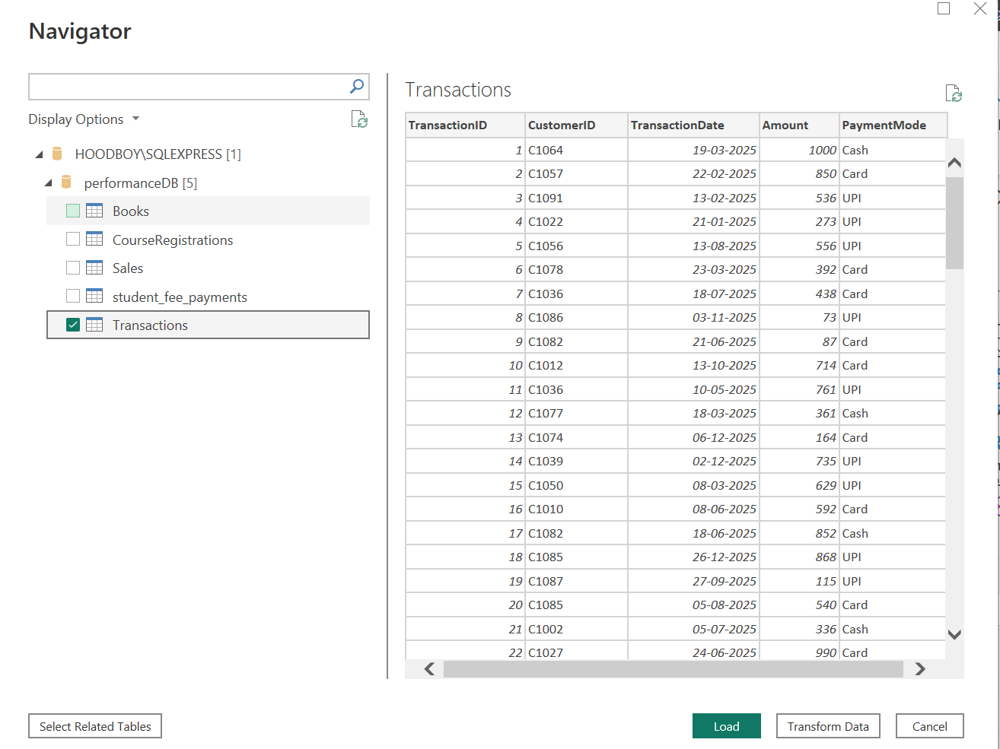 Navigator
Display Options
HOODBOY\SQLEXPRESS [1]
performanceDB [5]
Books
CourseRegistrations
Sales
student_fee_payments
Transactions
Transactions
TransactionID CustomerID TransactionDate Amount PaymentMode
1 C1064 19-03-2025 1000 Cash
2 C1057 22-02-2025 850 Card
3 C1091 13-02-2025 536 UPI
4 C1022 21-01-2025 273 UPI
5 C1056 13-08-2025 556 UPI
6 C1078 23-03-2025 392 Card
7 C1036 18-07-2025 438 Card
8 C1086 03-11-2025 73 UPI
9 C1082 21-06-2025 87 Card
10 C1012 13-10-2025 714 Card
11 C1036 10-05-2025 761 UPI
12 C1077 18-03-2025 361 Cash
13 C1074 06-12-2025 164 Card
14 C1039 02-12-2025 735 UPI
15 C1050 08-03-2025 629 UPI
16 C1010 08-06-2025 592 Card
17 C1082 18-06-2025 852 Cash
18 C1085 26-12-2025 868 UPI
19 C1087 27-09-2025 115 UPI
20 C1085 05-08-2025 540 Card
21 C1002 05-07-2025 336 Cash
22 C1027 24-06-2025 990 Card
Select Related Tables
Load
Transform Data
Cancel